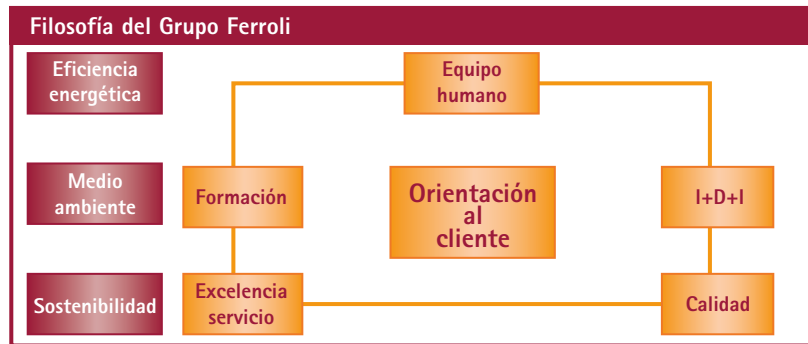 Filosofía del Grupo Ferroli
Eficiencia
energética
Equipo
humano
Medio
ambiente
Formación
Orientación
al
cliente
I+D+I
Sostenibilidad
Excelencia
servicio
Calidad